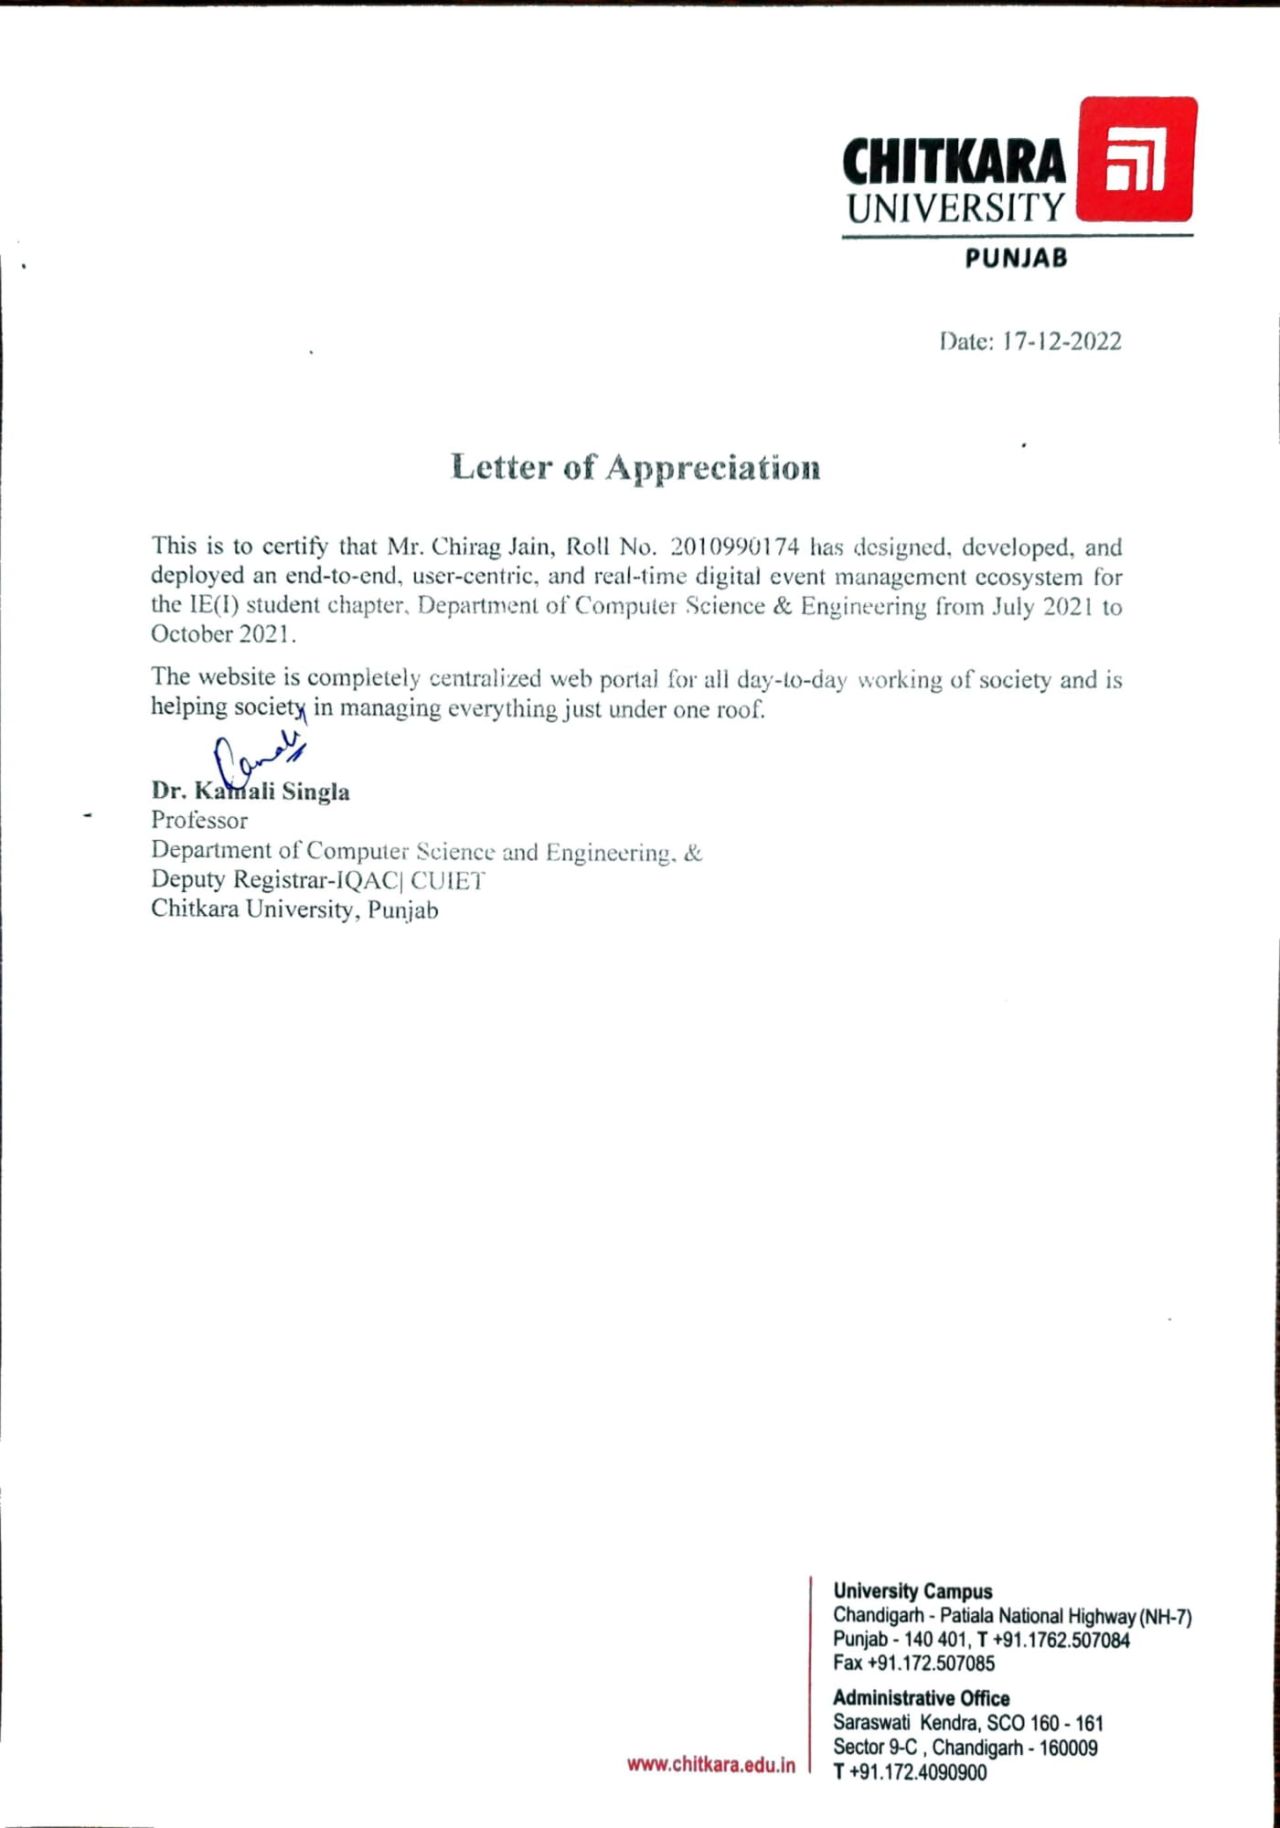 CHITKARA
UNIVERSITY
PUNJAB
Date: 17-12-2022
Letter of Appreciation
This is to certify that Mr. Chirag Jain, Roll No. 2010990174 has designed, developed, and
deployed an end-to-end, user-centric, and real-time digital event management ecosystem for
the IE(I) student chapter, Department of Computer Science & Engineering from July 2021 to
October 2021.
The website is completely centralized web portal for all day-to-day working of society and is
helping society in managing everything just under one roof.
Kamali
Dr. Kamali Singla
Professor
Department of Computer Science and Engineering, &
Deputy Registrar-IQAC| CUIET
Chitkara University, Punjab
University Campus
Chandigarh - Patiala National Highway (NH-7)
Punjab - 140 401, T +91.1762.507084
Fax +91.172.507085
Administrative Office
Saraswati Kendra, SCO 160 - 161
Sector 9-C , Chandigarh - 160009
T +91.172.4090900
www.chitkara.edu.in